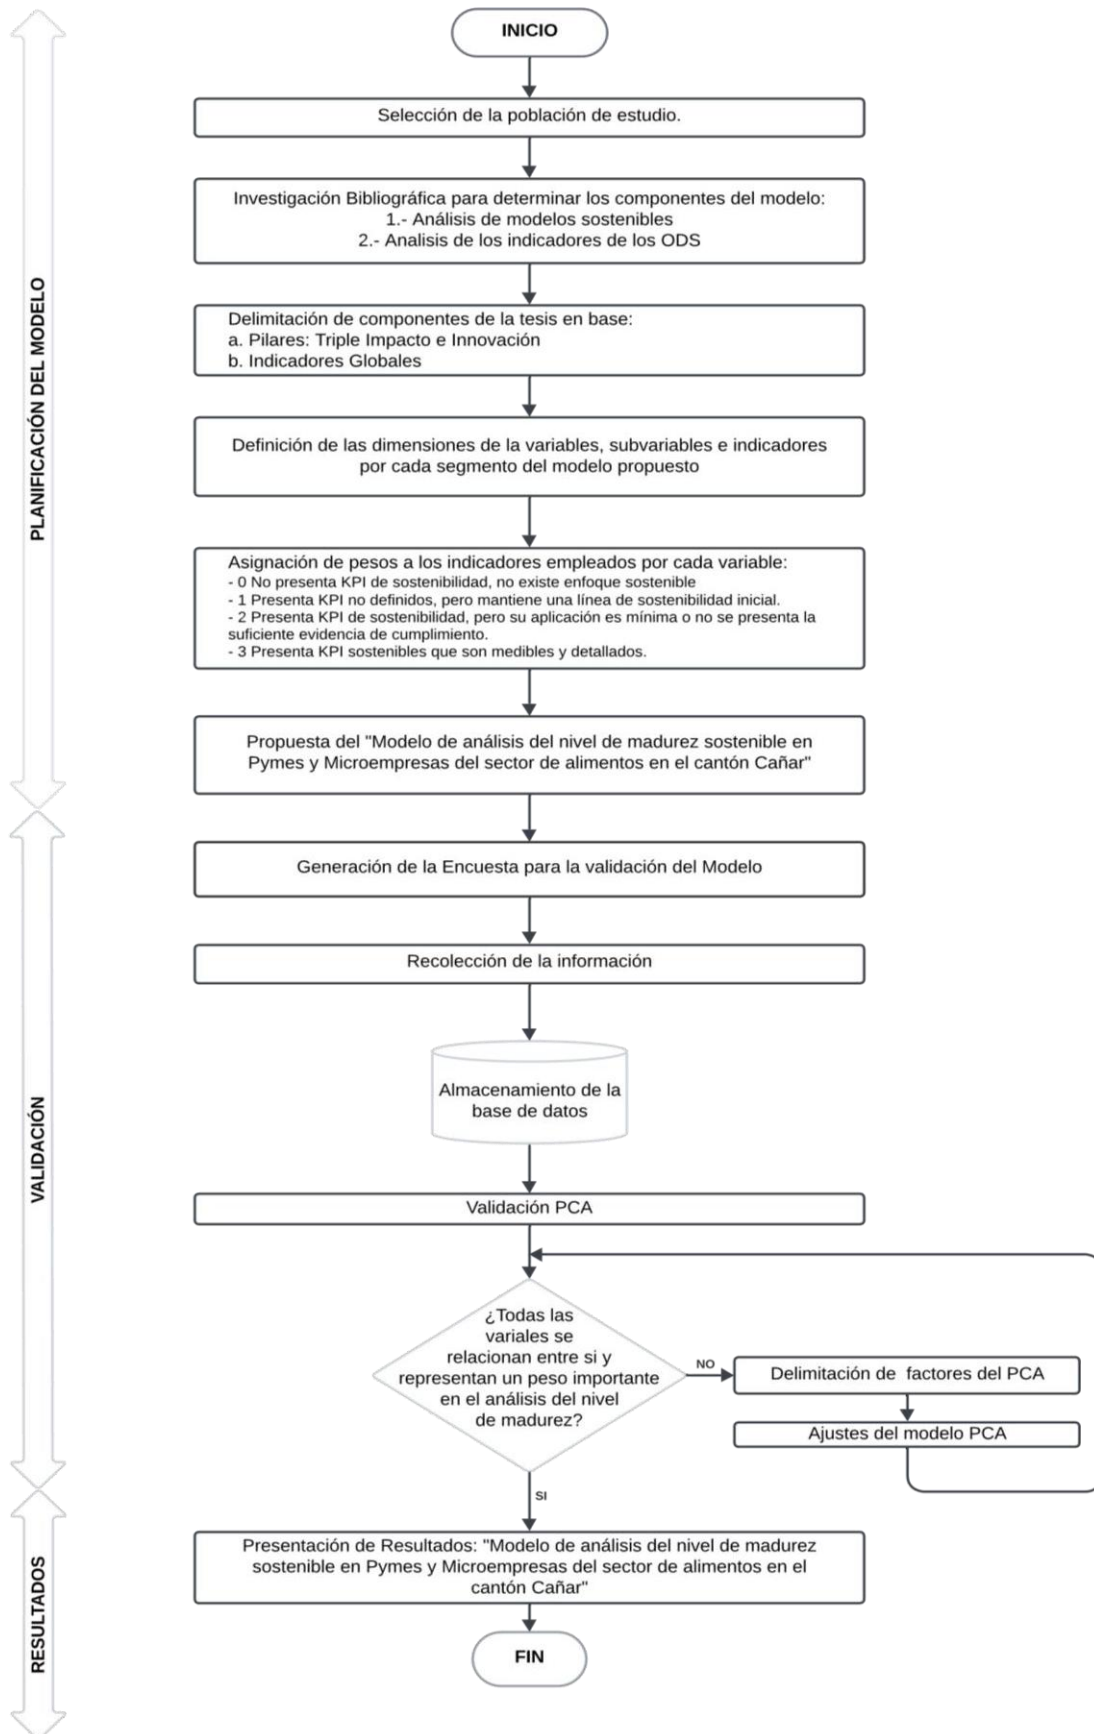 INICIO
Selección de la población de estudio.
Investigación Bibliográfica para determinar los componentes del modelo:
1.- Análisis de modelos sostenibles
2.- Analisis de los indicadores de los ODS
Delimitación de componentes de la tesis en base:
a. Pilares: Triple Impacto e Innovación
b. Indicadores Globales
PLANIFICACIÓN DEL MODELO
Definición de las dimensiones de la variables, subvariables e indicadores
por cada segmento del modelo propuesto
Asignación de pesos a los indicadores empleados por cada variable:
- 0 No presenta KPI de sostenibilidad, no existe enfoque sostenible
- 1 Presenta KPI no definidos, pero mantiene una línea de sostenibilidad inicial.
- 2 Presenta KPI de sostenibilidad, pero su aplicación es mínima o no se presenta la
suficiente evidencia de cumplimiento.
- 3 Presenta KPI sostenibles que son medibles y detallados.
Propuesta del "Modelo de análisis del nivel de madurez sostenible en
Pymes y Microempresas del sector de alimentos en el cantón Cañar"
Generación de la Encuesta para la validación del Modelo
Recolección de la información
Almacenamiento de la
base de datos
VALIDACIÓN
Validación PCA
¿Todas las
variales se
relacionan entre si y
representan un peso importante
en el análisis del nivel
de madurez?
NO
Delimitación de factores del PCA
Ajustes del modelo PCA
SI
Presentación de Resultados: "Modelo de análisis del nivel de madurez
sostenible en Pymes y Microempresas del sector de alimentos en el
cantón Cañar"
RESULTADOS
FIN